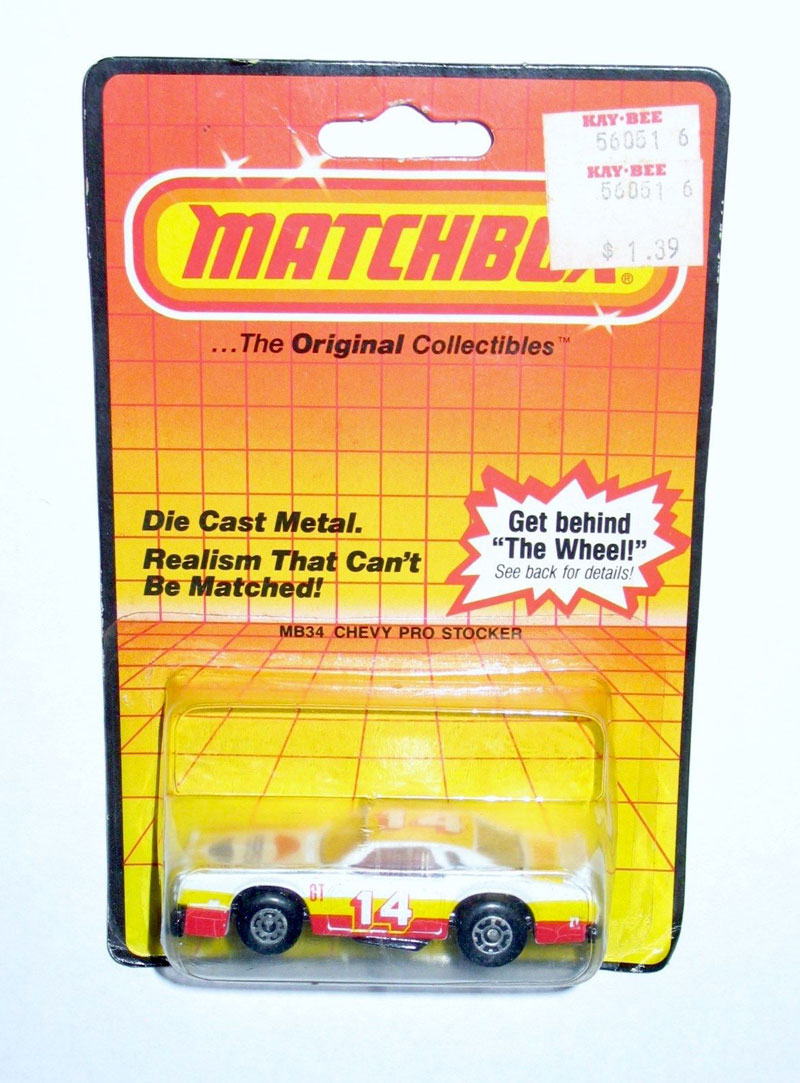 KAY·BEE
56051 6
KAY·BEE
56051 6
$ 1.39
MATCHBOX®
...The Original Collectibles™
Die Cast Metal.
Realism That Can't
Be Matched!
Get behind
"The Wheel!"
See back for details!
MB34 CHEVY PRO STOCKER
14
GT
14